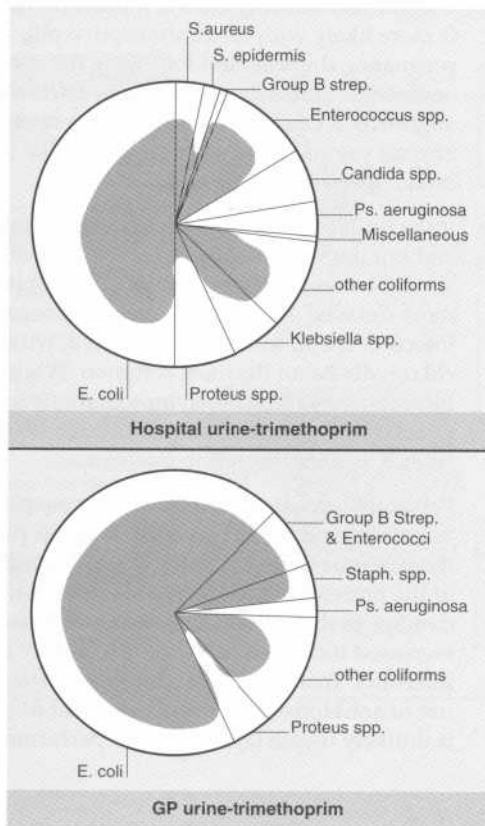 S.aureus
S. epidermis
Group B strep.
Enterococcus spp.
Candida spp.
Ps. aeruginosa
Miscellaneous
other coliforms
Klebsiella spp.
E. coli
Proteus spp.
Hospital urine-trimethoprim
Group B Strep.
& Enterococci
Staph. spp.
Ps. aeruginosa
other coliforms
Proteus spp.
E. coli
GP urine-trimethoprim